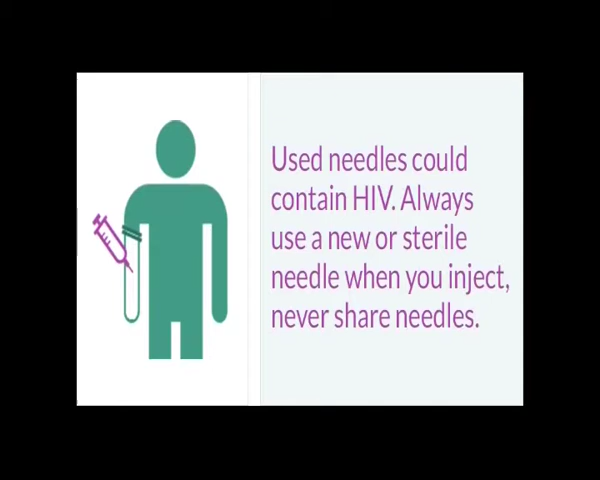 Used needles could
contain HIV. Always
use a new or sterile
needle when you inject,
never share needles.